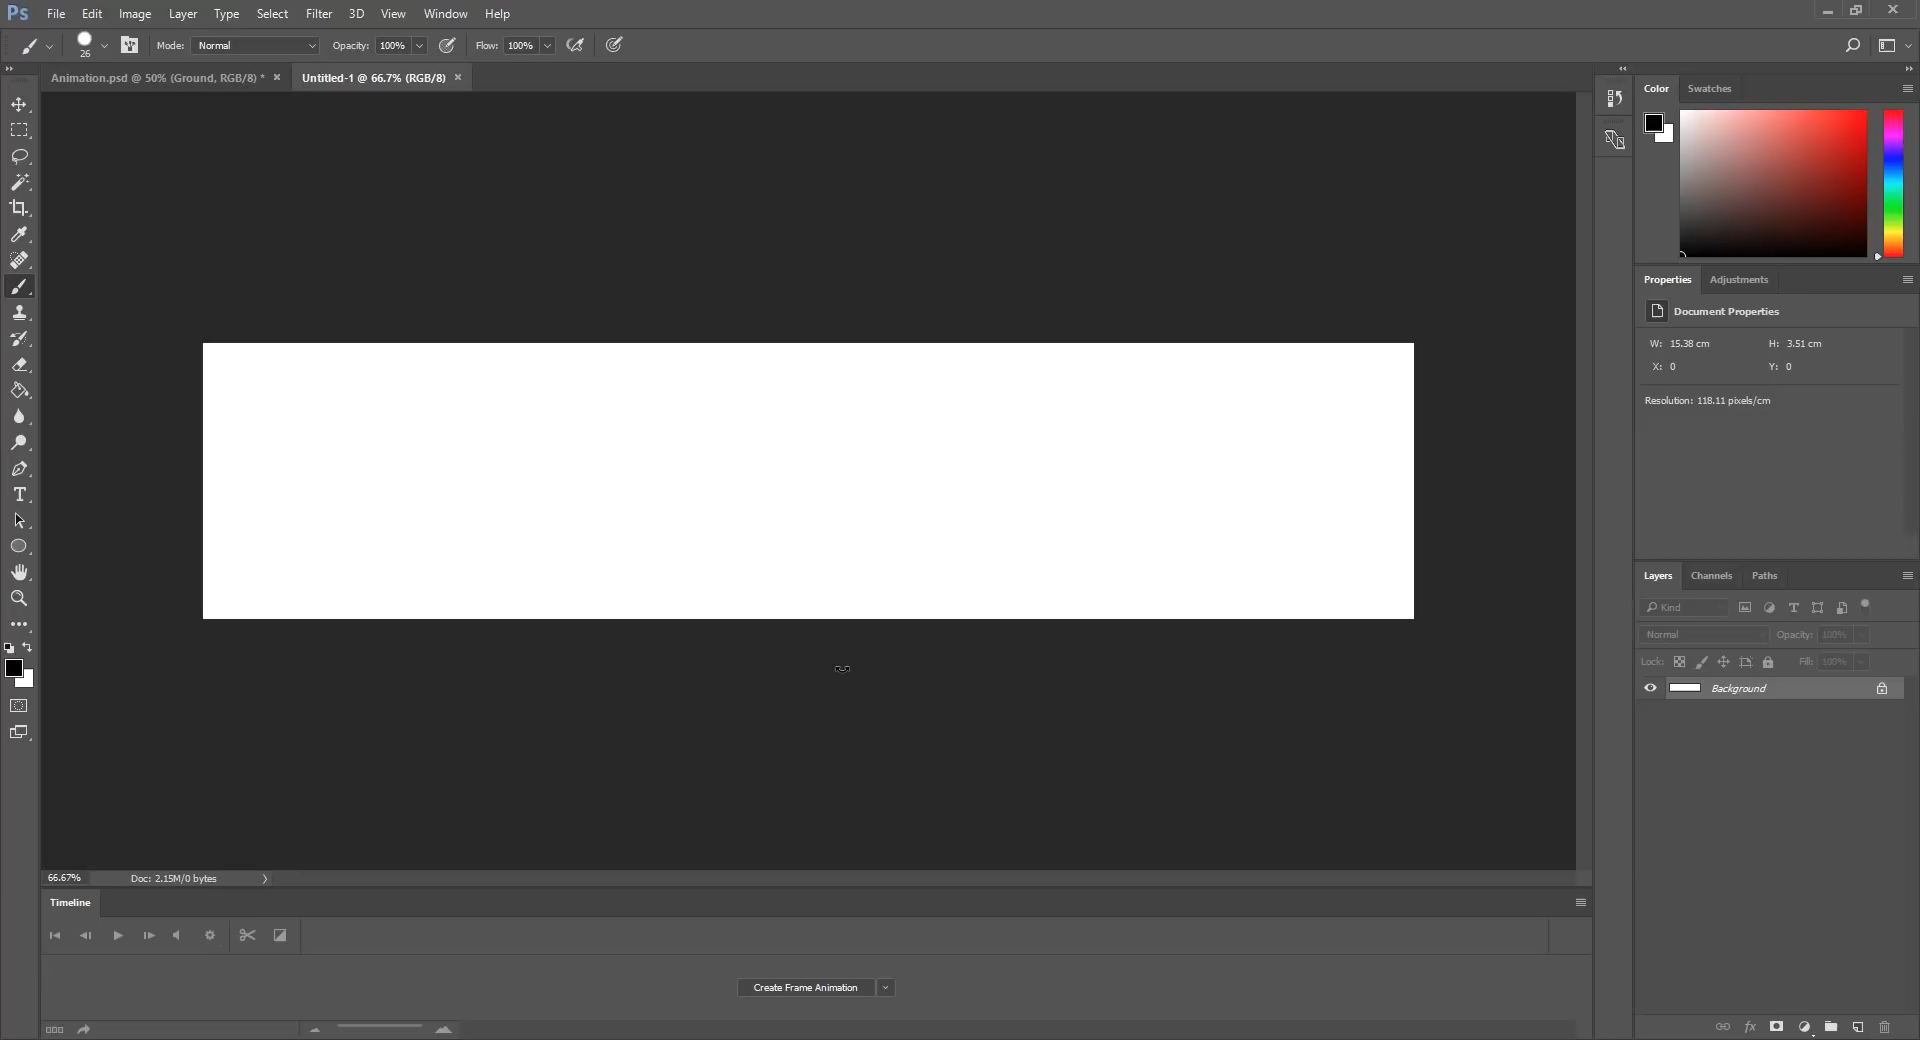 Ps File Edit Image Layer Type Select Filter 3D View Window Help
26 Mode: Normal Opacity: 100% Flow: 100%
Animation.psd @ 50% (Ground, RGB/8) * × Untitled-1 @ 66.7% (RGB/8) ×
Color Swatches
Properties Adjustments
Document Properties
W: 15.38 cm H: 3.51 cm
X: 0 Y: 0
Resolution: 118.11 pixels/cm
Layers Channels Paths
Kind
Normal Opacity: 100%
Lock: Fill: 100%
Background
66.67% Doc: 2.15M/0 bytes
Timeline
Create Frame Animation